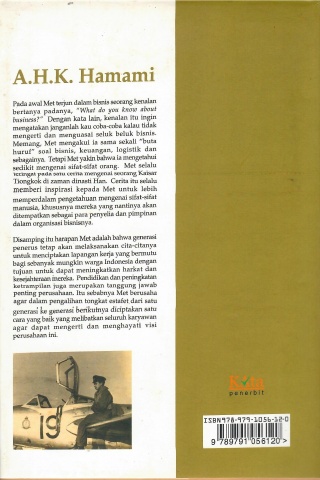 A.H.K. Hamami
Pada awal Met terjun dalam bisnis seorang kenalan
bertanya padanya, "What do you know about
business?" Dengan kata lain, kenalan itu ingin
mengatakan janganlah kau coba-coba kalau tidak
mengerti dan menguasai seluk beluk bisnis.
Memang, Met mengakui ia sama sekali "buta
huruf" soal bisnis, keuangan, logistik dan
sebagainya. Tetapi Met yakin bahwa ia mengetahui
sedikit mengenai sifat-sifat orang. Met selalu
teringat pada satu cerita mengenai seorang Kaisar
Tiongkok di zaman dinasti Han. Cerita itu selalu
memberi inspirasi kepada Met untuk lebih
memperdalam pengetahuan mengenai sifat-sifat
manusia, khususnya mereka yang nantinya akan
ditempatkan sebagai para penyelia dan pimpinan
dalam organisasi bisnisnya.
Disamping itu harapan Met adalah bahwa generasi
penerus tetap akan melaksanakan cita-citanya
untuk menciptakan lapangan kerja yang bermutu
bagi sebanyak mungkin warga Indonesia dengan
tujuan untuk dapat meningkatkan harkat dan
kesejahteraan mereka. Pendidikan dan peningkatan
ketrampilan juga merupakan tanggung jawab
penting perusahaan. Itu sebabnya Met berusaha
agar dalam pengalihan tongkat estafet dari satu
generasi ke generasi berikutnya diciptakan satu
cara yang baik yang melibatkan seluruh karyawan
agar dapat mengerti dan menghayati visi
perusahaan ini.
penerbit
ISBN978-979-1056-12-0
9 789791 056120 >